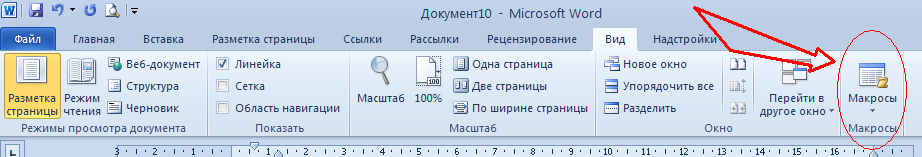 Документ10 - Microsoft Word
Файл Главная Вставка Разметка страницы Ссылки Рассылки Рецензирование Вид Надстройки
Разметка страницы
Режим чтения
Веб-документ
Структура
Черновик
Режимы просмотра документа
Линейка
Сетка
Область навигации
Показать
Масштаб
100
100%
Одна страница
Две страницы
По ширине страницы
Масштаб
Новое окно
Упорядочить все
Разделить
Перейти в
другое окно
Окно
Макросы
Макросы
3 2 1 1 2 3 4 5 6 7 8 9 10 11 12 13 14 15 16